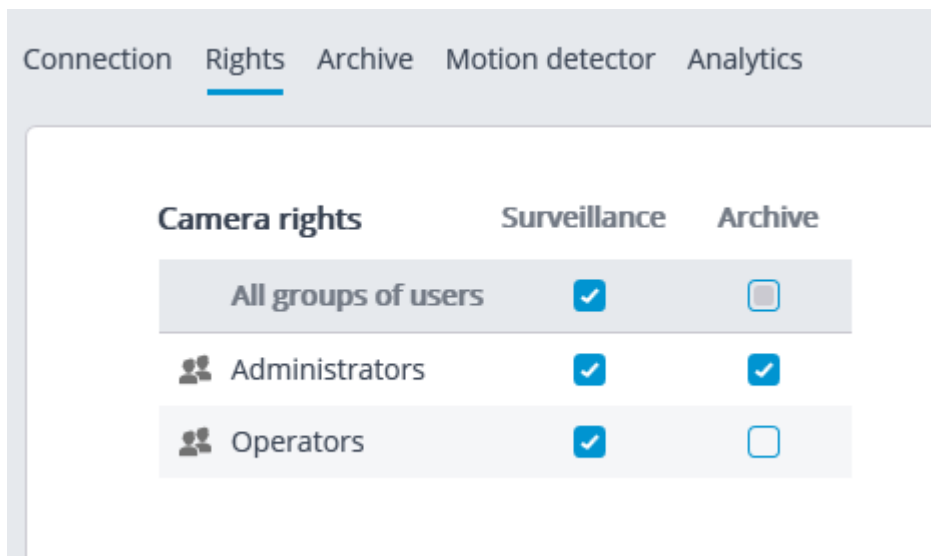 Connection Rights Archive Motion detector Analytics
Camera rights Surveillance Archive
All groups of users
Administrators
Operators